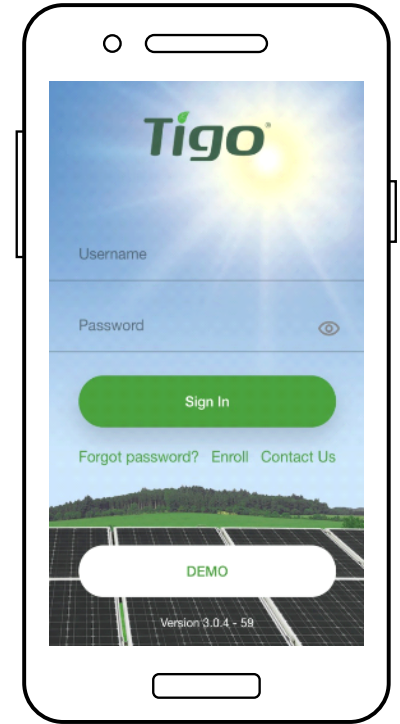 Tigo®
Username
Password
Sign In
Forgot password? Enroll Contact Us
DEMO
Version 3.0.4 - 59